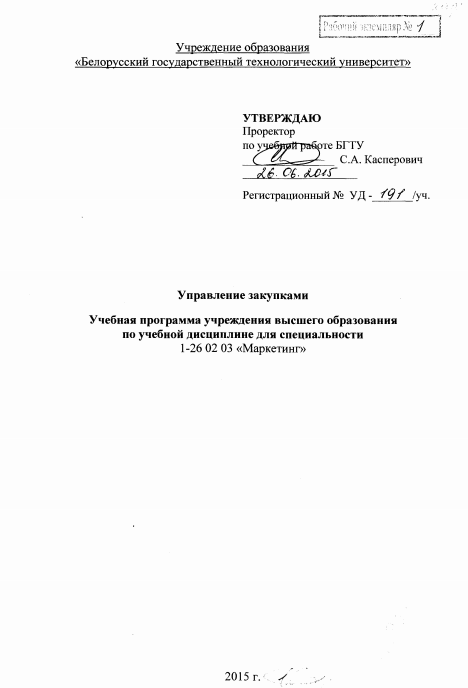 Рабочий экземпляр № 1
Учреждение образования
«Белорусский государственный технологический университет»
УТВЕРЖДАЮ
Проректор
по учебной работе БГТУ
С.А. Касперович
26.06.2015
Регистрационный № УД - 191/уч.
Управление закупками
Учебная программа учреждения высшего образования
по учебной дисциплине для специальности
1-26 02 03 «Маркетинг»
2015 г.